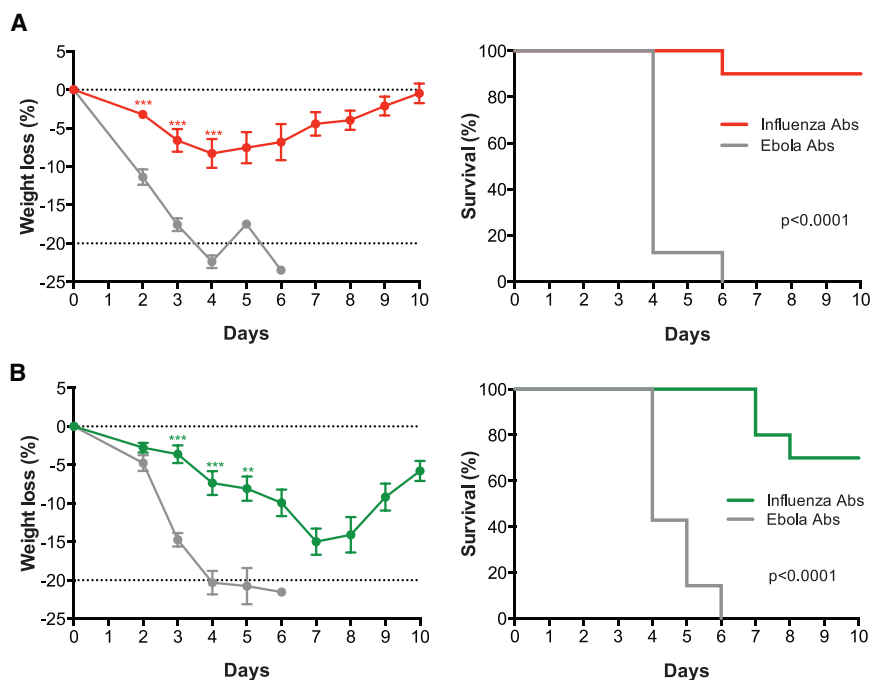 A
Weight loss (%)
5
0
-5
-10
-15
-20
-25
*** *** ***
0 1 2 3 4 5 6 7 8 9 10
Days
Survival (%)
100
80
60
40
20
0
Influenza Abs
Ebola Abs
p<0.0001
0 1 2 3 4 5 6 7 8 9 10
Days
B
Weight loss (%)
5
0
-5
-10
-15
-20
-25
*** *** **
0 1 2 3 4 5 6 7 8 9 10
Days
Survival (%)
100
80
60
40
20
0
Influenza Abs
Ebola Abs
p<0.0001
0 1 2 3 4 5 6 7 8 9 10
Days